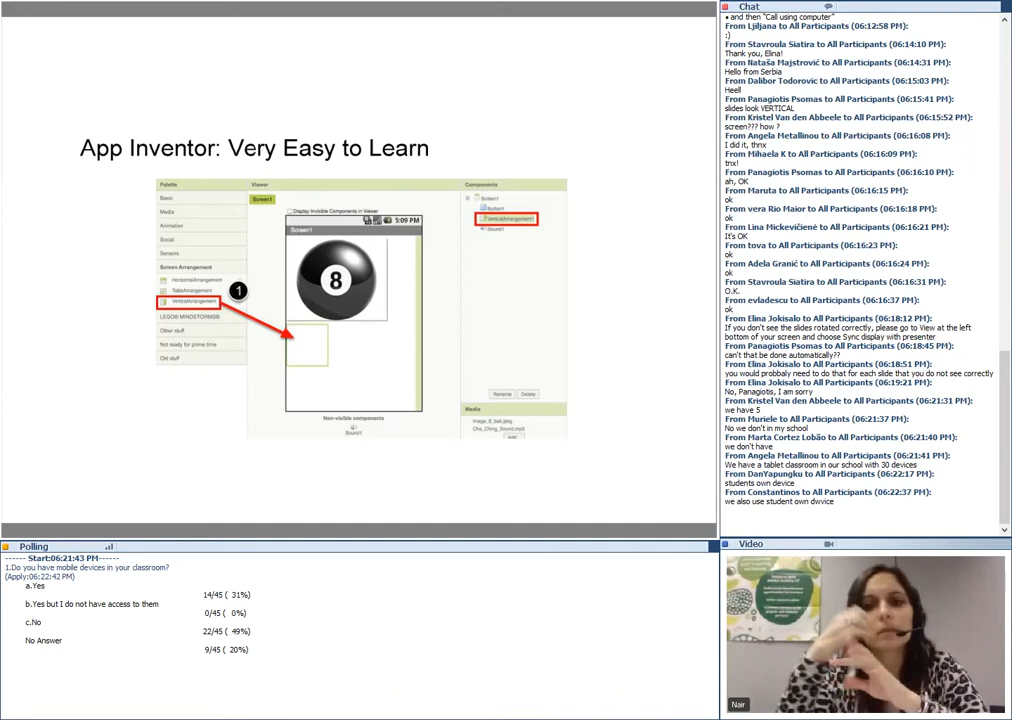 App Inventor: Very Easy to Learn
Palette
Basic
Media
Animation
Social
Sensors
Screen Arrangement
HorizontalArrangement
TableArrangement
VerticalArrangement
LEGO® MINDSTORMS®
Other stuff
Not ready for prime time
Old stuff
1
Viewer
Screen1
Display Invisible Components in Viewer
5:09 PM
Screen1
8
Non-visible components
Sound1
Components
Screen1
Button1
VerticalArrangement1
Sound1
Rename Delete
Media
image_8_ball.jpeg
Cha_Ching_Sound.mp3
Add
Chat
• and then "Call using computer"
From Ljiljana to All Participants (06:12:58 PM):
:)
From Stavroula Siatira to All Participants (06:14:10 PM):
Thank you, Elina!
From Nataša Majstrović to All Participants (06:14:31 PM):
Hello from Serbia
From Dalibor Todorovic to All Participants (06:15:03 PM):
Heell
From Panagiotis Psomas to All Participants (06:15:41 PM):
slides look VERTICAL
From Kristel Van den Abbeele to All Participants (06:15:52 PM):
screen??? how ?
From Angela Metallinou to All Participants (06:16:08 PM):
I did it, thnx
From Mihaela K to All Participants (06:16:09 PM):
tnx!
From Panagiotis Psomas to All Participants (06:16:10 PM):
ah, OK
From Maruta to All Participants (06:16:15 PM):
ok
From vera Rio Maior to All Participants (06:16:18 PM):
ok
From Lina Mickevičienė to All Participants (06:16:21 PM):
It's OK
From tova to All Participants (06:16:23 PM):
ok
From Adela Granić to All Participants (06:16:24 PM):
ok
From Stavroula Siatira to All Participants (06:16:30 PM):
O.K.
From evladescu to All Participants (06:16:37 PM):
ok
From Elina Jokisalo to All Participants (06:18:12 PM):
If you don't see the slides rotated correctly, please go to View at the left
bottom of your screen and choose Sync display with presenter
From Panagiotis Psomas to All Participants (06:18:45 PM):
can't that be done automatically??
From Elina Jokisalo to All Participants (06:18:51 PM):
you would probbaly need to do that for each slide that you do not see correctly
From Elina Jokisalo to All Participants (06:19:21 PM):
No, Panagiotis, I am sorry
From Kristel Van den Abbeele to All Participants (06:21:31 PM):
we have 5
From Muriele to All Participants (06:21:37 PM):
No we don't in my school
From Marta Cortez Lobão to All Participants (06:21:40 PM):
we don't have
From Angela Metallinou to All Participants (06:21:41 PM):
We have a tablet classroom in our school with 30 devices
From DanYapungku to All Participants (06:22:17 PM):
students own device
From Constantinos to All Participants (06:22:37 PM):
we also use student own dwvice
Polling
------ Start:06:21:43 PM------
1.Do you have mobile devices in your classroom?
(Apply:06:22:42 PM)
a.Yes
14/45 ( 31%)
b.Yes but I do not have access to them
0/45 ( 0%)
c.No
22/45 ( 49%)
No Answer
9/45 ( 20%)
Video
Nair